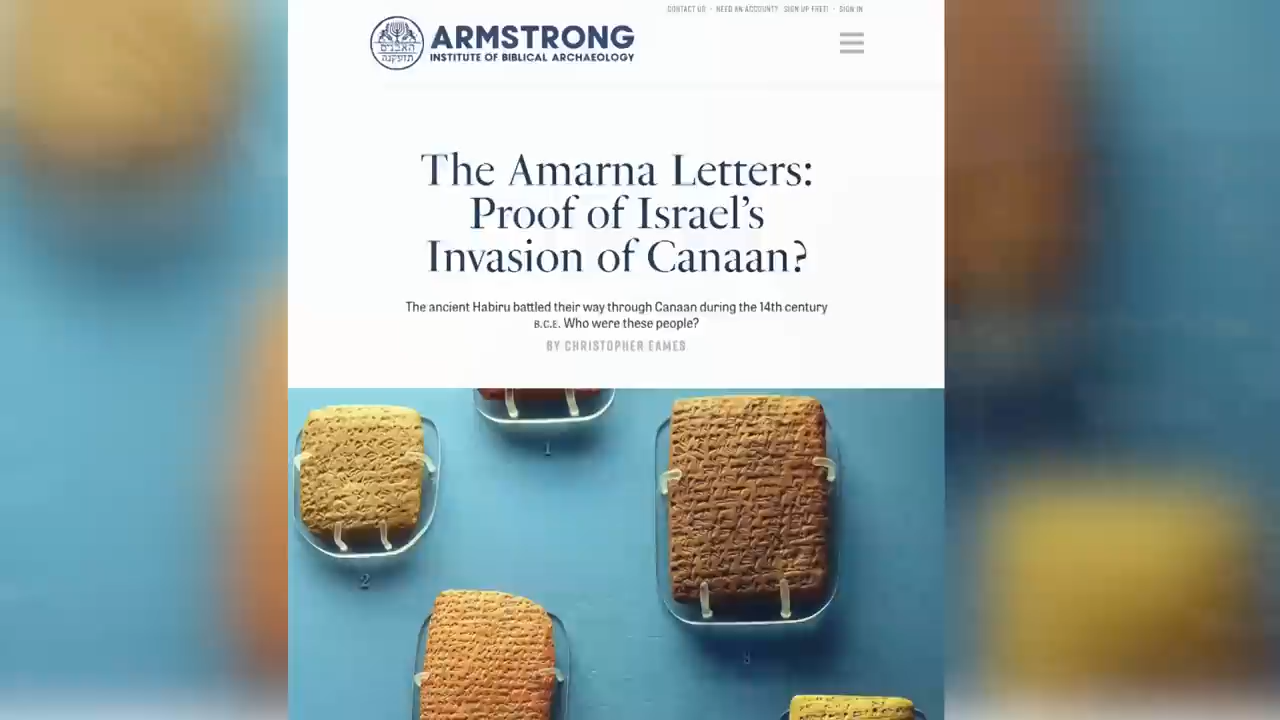 CONTACT US · NEED AN ACCOUNT? SIGN UP FREE! · SIGN IN
האבנים
תזעקנה
ARMSTRONG
INSTITUTE OF BIBLICAL ARCHAEOLOGY
The Amarna Letters:
Proof of Israel's
Invasion of Canaan?
The ancient Habiru battled their way through Canaan during the 14th century
B.C.E. Who were these people?
BY CHRISTOPHER EAMES
1
2